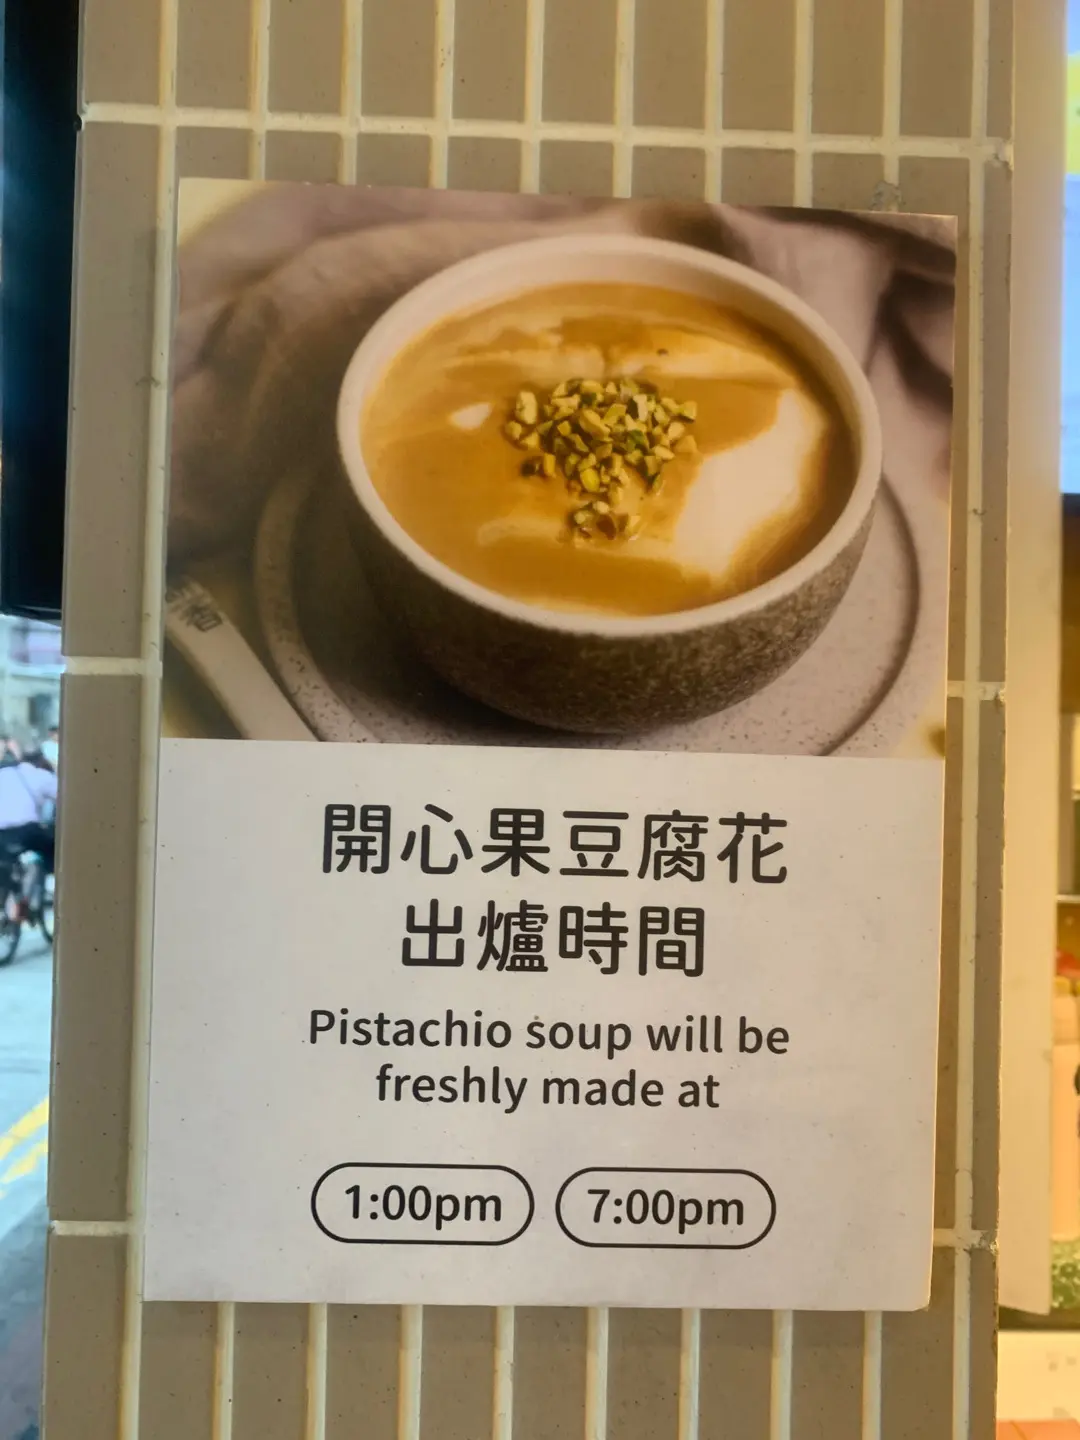 開心果豆腐花
出爐時間
Pistachio soup will be
freshly made at
1:00pm 7:00pm